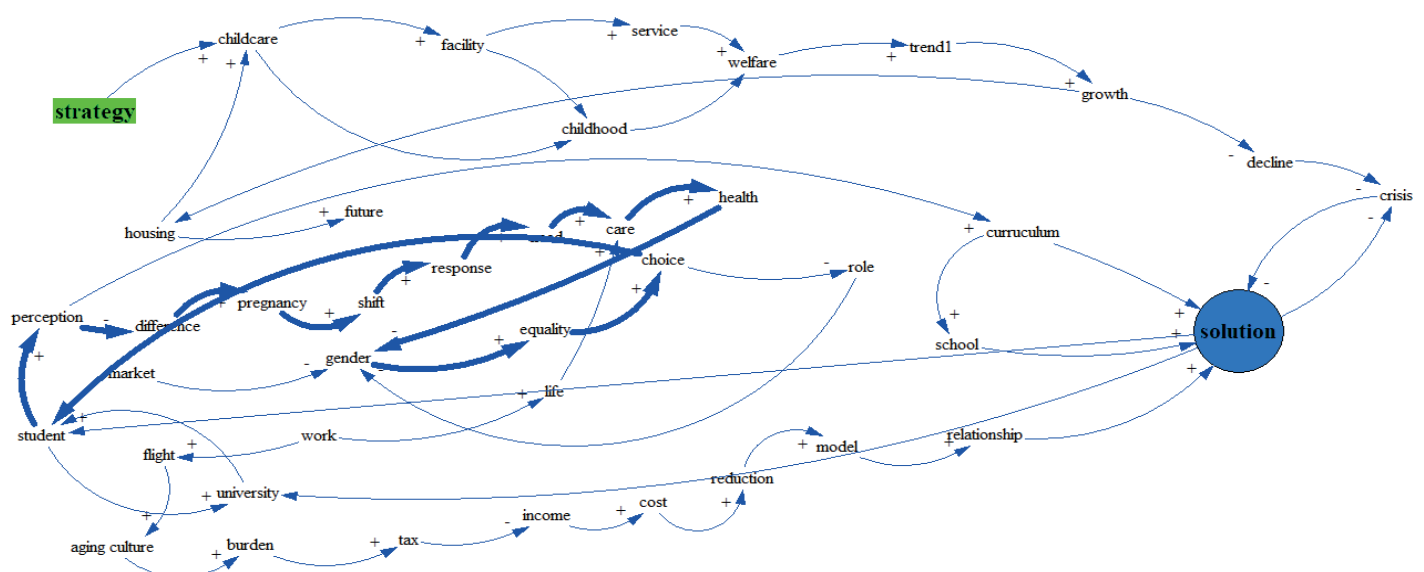 childcare
facility
service
welfare
trend1
growth
strategy
childhood
decline
crisis
health
future
housing
care
curruculum
choice
response
role
pregnancy
shift
perception
difference
equality
solution
school
gender
market
life
student
work
flight
model
relationship
reduction
university
cost
income
tax
burden
aging culture